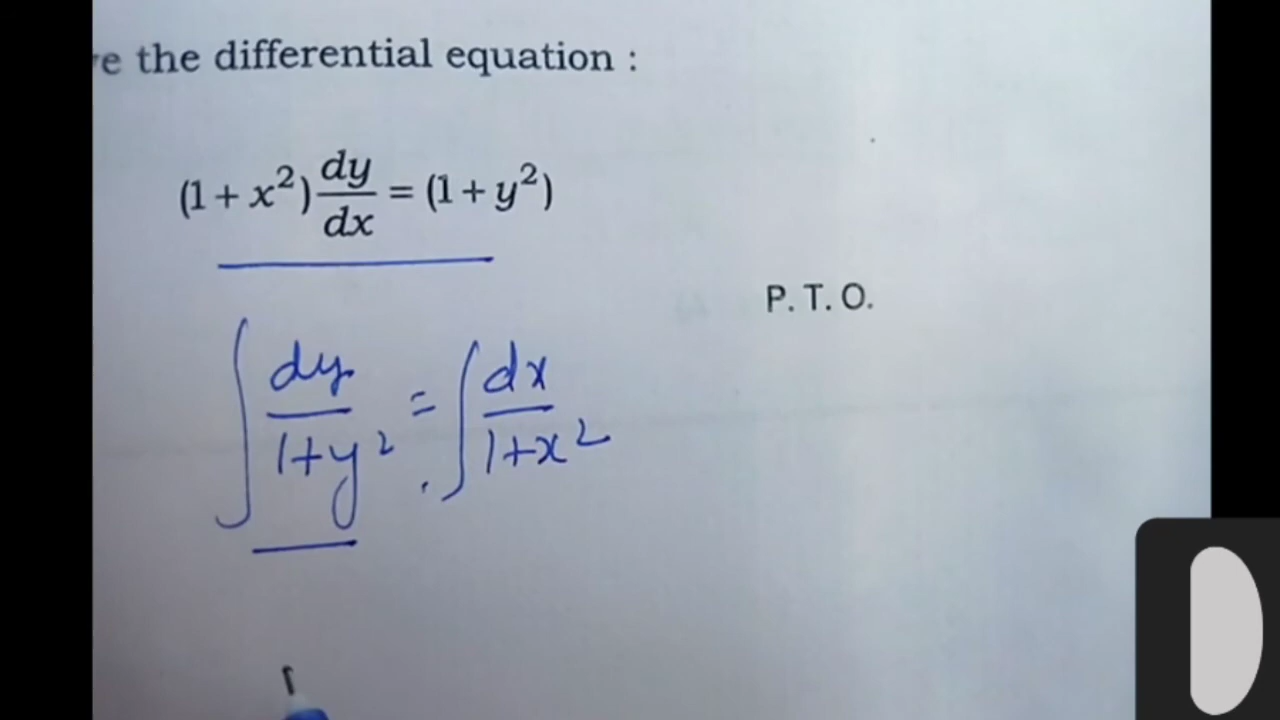 the differential equation :
(1 + x²) dy/dx = (1 + y²)
P. T. O.
∫ dy/1+y² = ∫ dx/1+x²